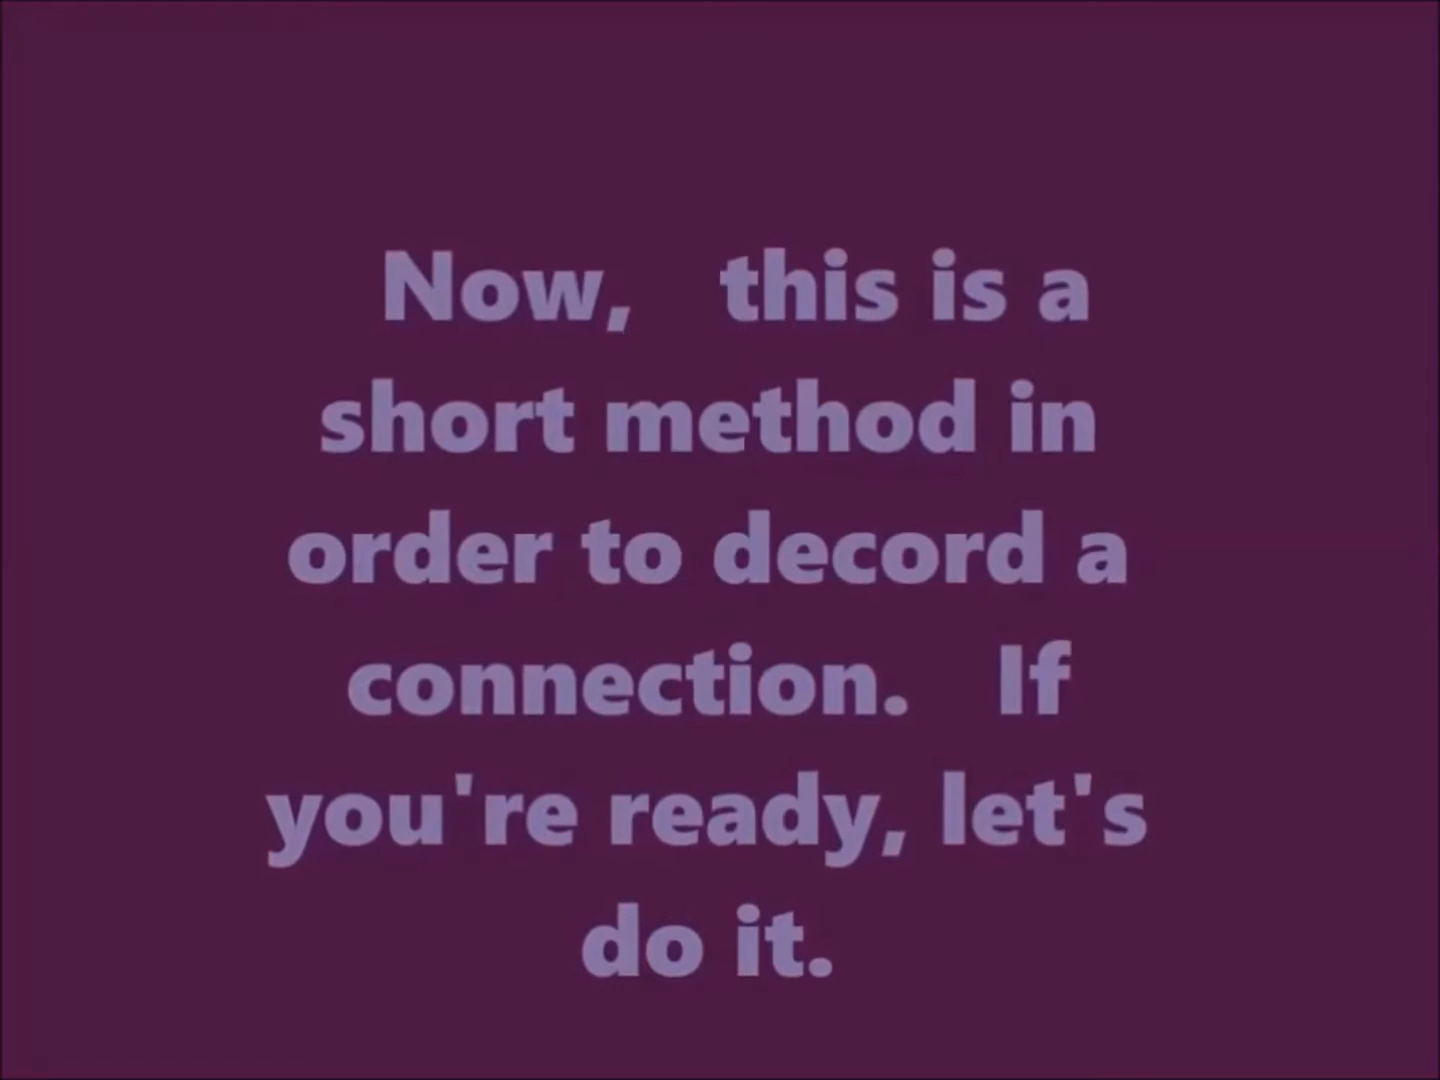 Now,   this is a
short method in
order to decord a
connection.   If
you're ready, let's
do it.